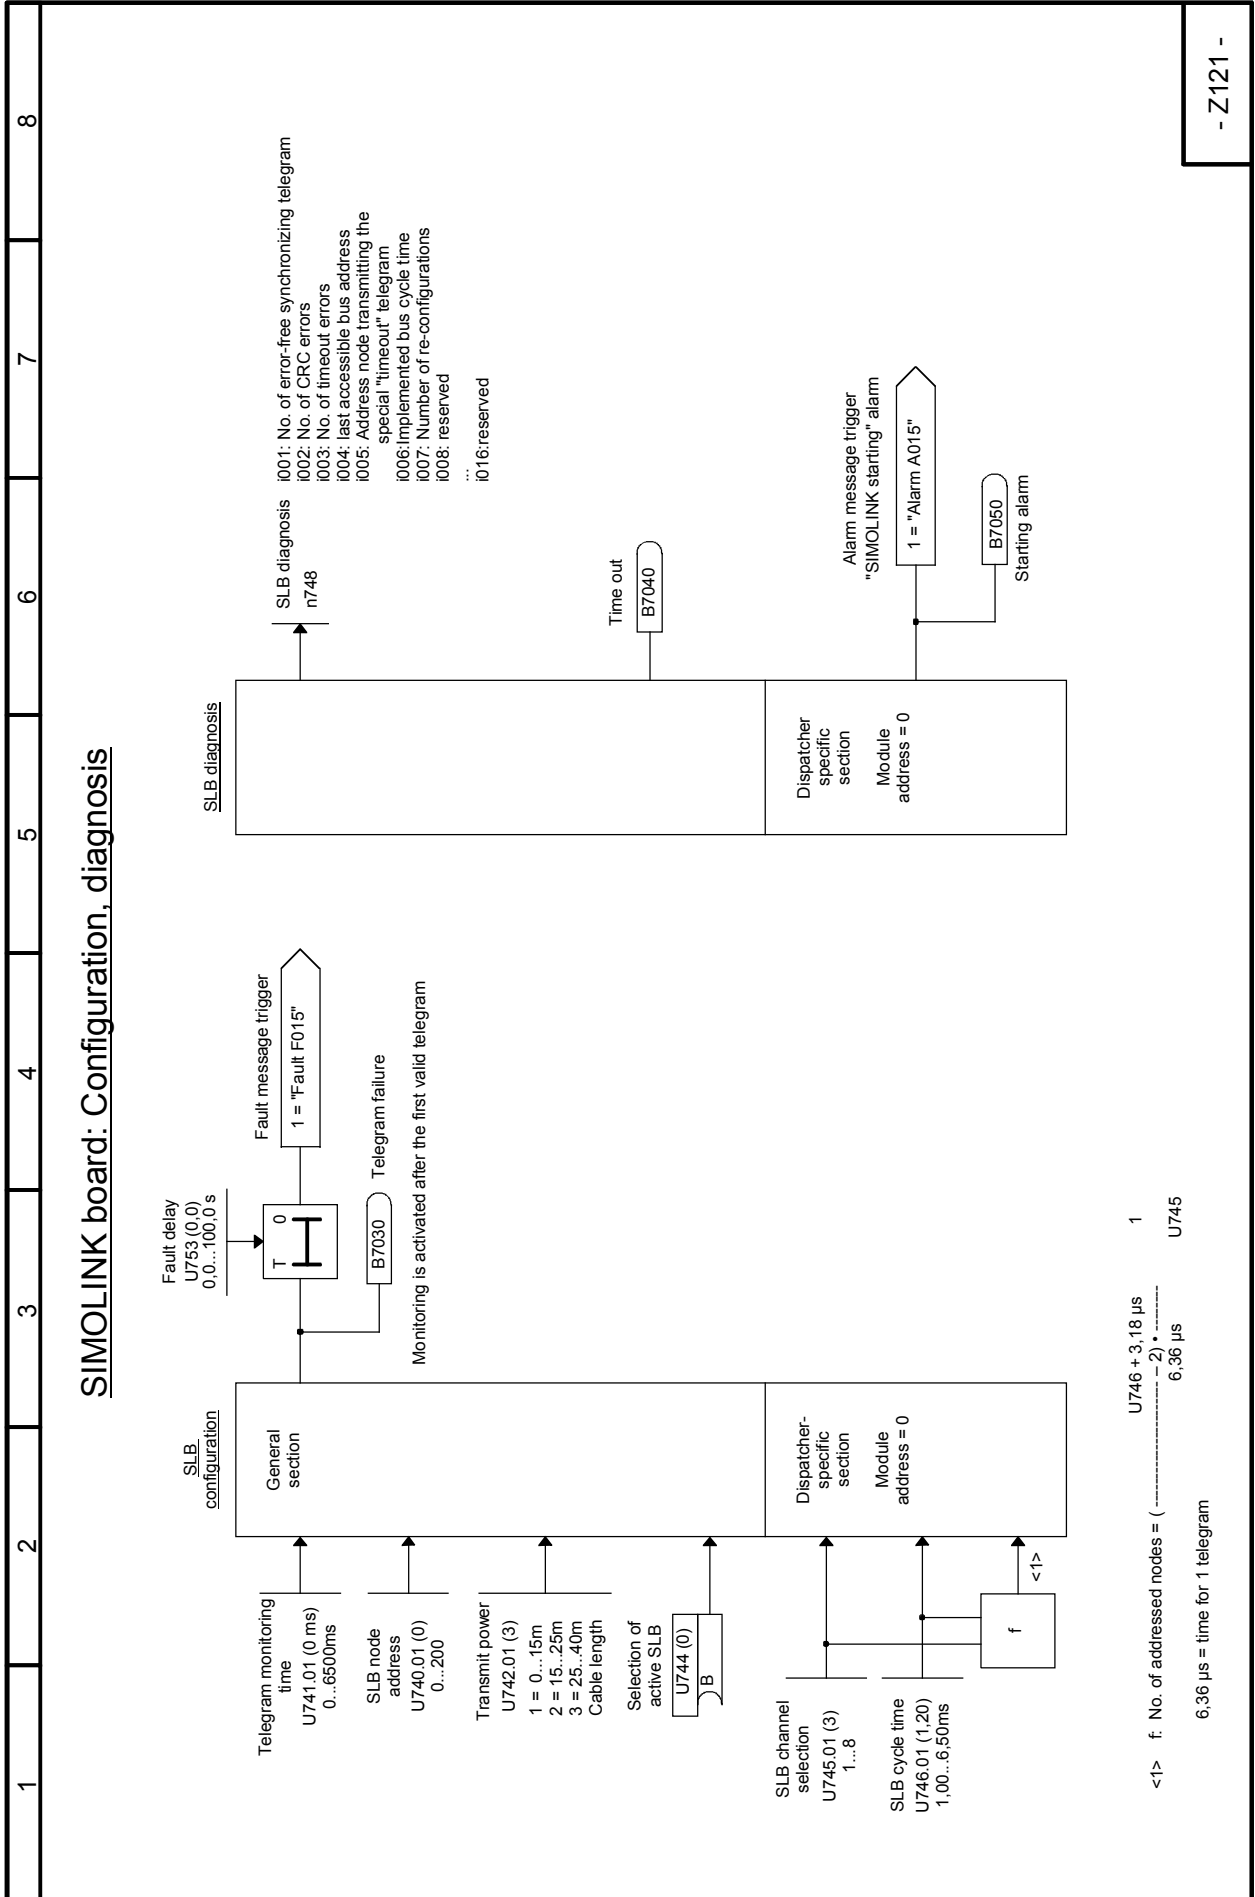 1 2 3 4 5 6 7 8
SIMOLINK board: Configuration, diagnosis
Fault delay
U753 (0,0)
0,0...100,0 s
T 0
Fault message trigger
1 = "Fault F015"
B7030
Telegram failure
Monitoring is activated after the first valid telegram
SLB
configuration
General
section
Telegram monitoring
time
U741.01 (0 ms)
0...6500ms
SLB node
address
U740.01 (0)
0...200
Transmit power
U742.01 (3)
1 = 0...15m
2 = 15...25m
3 = 25...40m
Cable length
Selection of
active SLB
U744 (0)
B
Dispatcher-
specific
section
Module
address = 0
SLB channel
selection
U745.01 (3)
1...8
SLB cycle time
U746.01 (1,20)
1,00...6,50ms
f
<1>
SLB diagnosis
SLB diagnosis
n748
i001: No. of error-free synchronizing telegram
i002: No. of CRC errors
i003: No. of timeout errors
i004: last accessible bus address
i005: Address node transmitting the
special "timeout" telegram
i006:Implemented bus cycle time
i007: Number of re-configurations
i008: reserved
...
i016:reserved
Time out
B7040
Dispatcher
specific
section
Module
address = 0
Alarm message trigger
"SIMOLINK starting" alarm
1 = "Alarm A015"
B7050
Starting alarm
U746 + 3,18 µs 1
<1> f: No. of addressed nodes = ( ------------------------ – 2) • --------
6,36 µs U745
6,36 µs = time for 1 telegram
- Z121 -